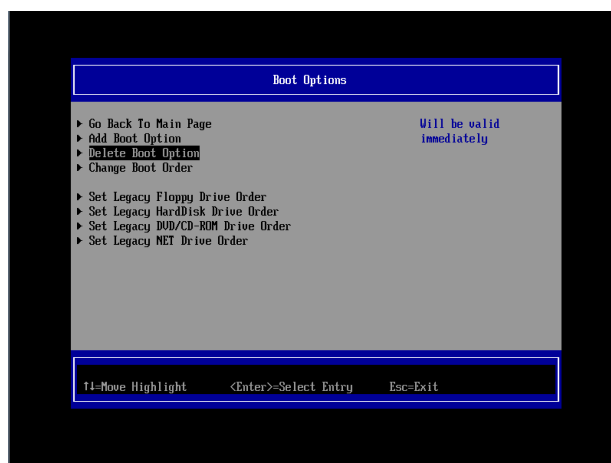 Boot Options
▶ Go Back To Main Page
▶ Add Boot Option
▶ Delete Boot Option
▶ Change Boot Order
▶ Set Legacy Floppy Drive Order
▶ Set Legacy HardDisk Drive Order
▶ Set Legacy DVD/CD-ROM Drive Order
▶ Set Legacy NET Drive Order
Will be valid
immediately
↑↓=Move Highlight <Enter>=Select Entry Esc=Exit